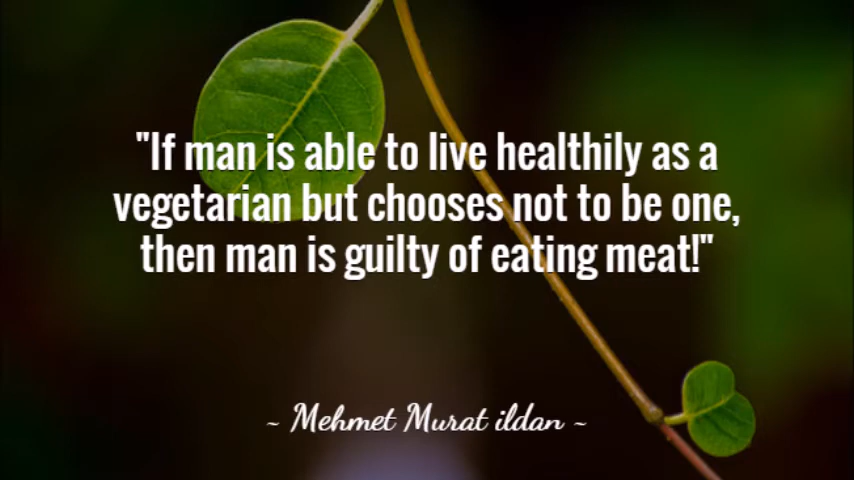 "If man is able to live healthily as a
vegetarian but chooses not to be one,
then man is guilty of eating meat!"
~ Mehmet Murat ildan ~